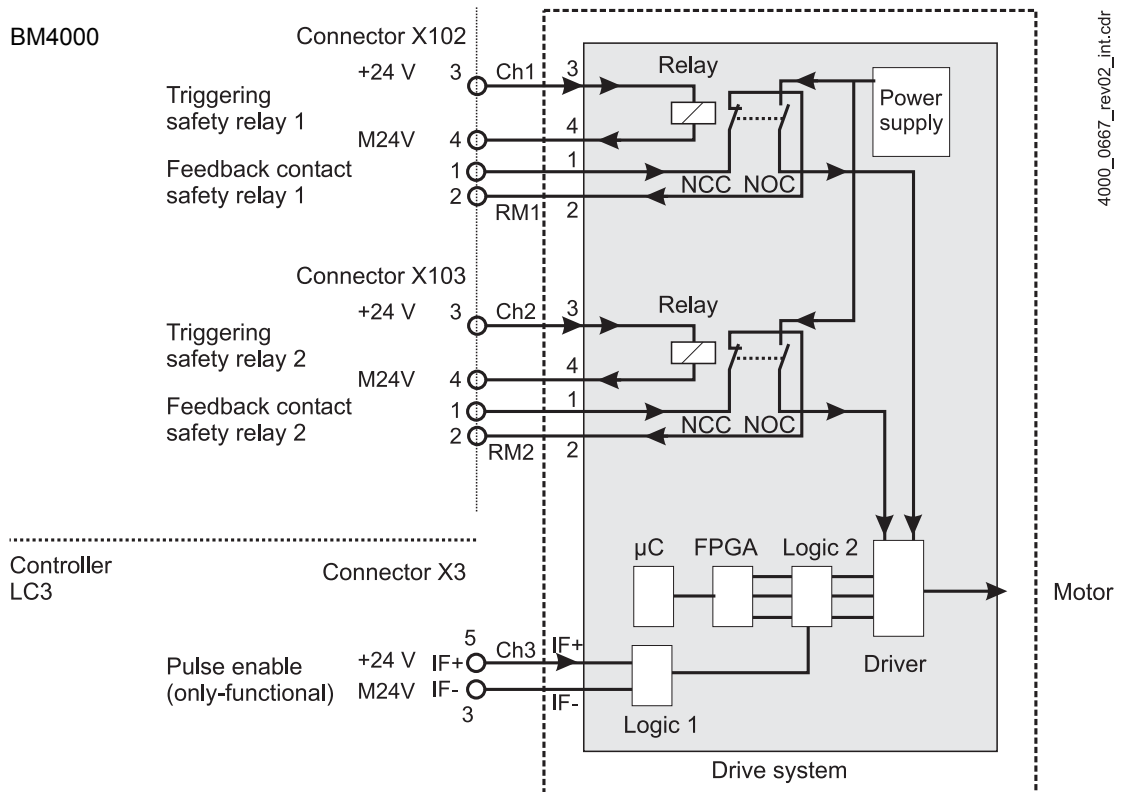 BM4000
Connector X102
+24 V 3 Ch1 3 Relay
Triggering
safety relay 1
M24V 4 4
Power
supply
Feedback contact
safety relay 1
1 1
2 RM1 2
NCC NOC
Connector X103
+24 V 3 Ch2 3 Relay
Triggering
safety relay 2
M24V 4 4
Feedback contact
safety relay 2
1 1
2 RM2 2
NCC NOC
Controller
LC3
Connector X3
µC FPGA Logic 2
Motor
Driver
5
Pulse enable
(only-functional)
+24 V IF+ Ch3 IF+
M24V IF- IF-
3
Logic 1
Drive system
4000_0667_rev02_int.cdr